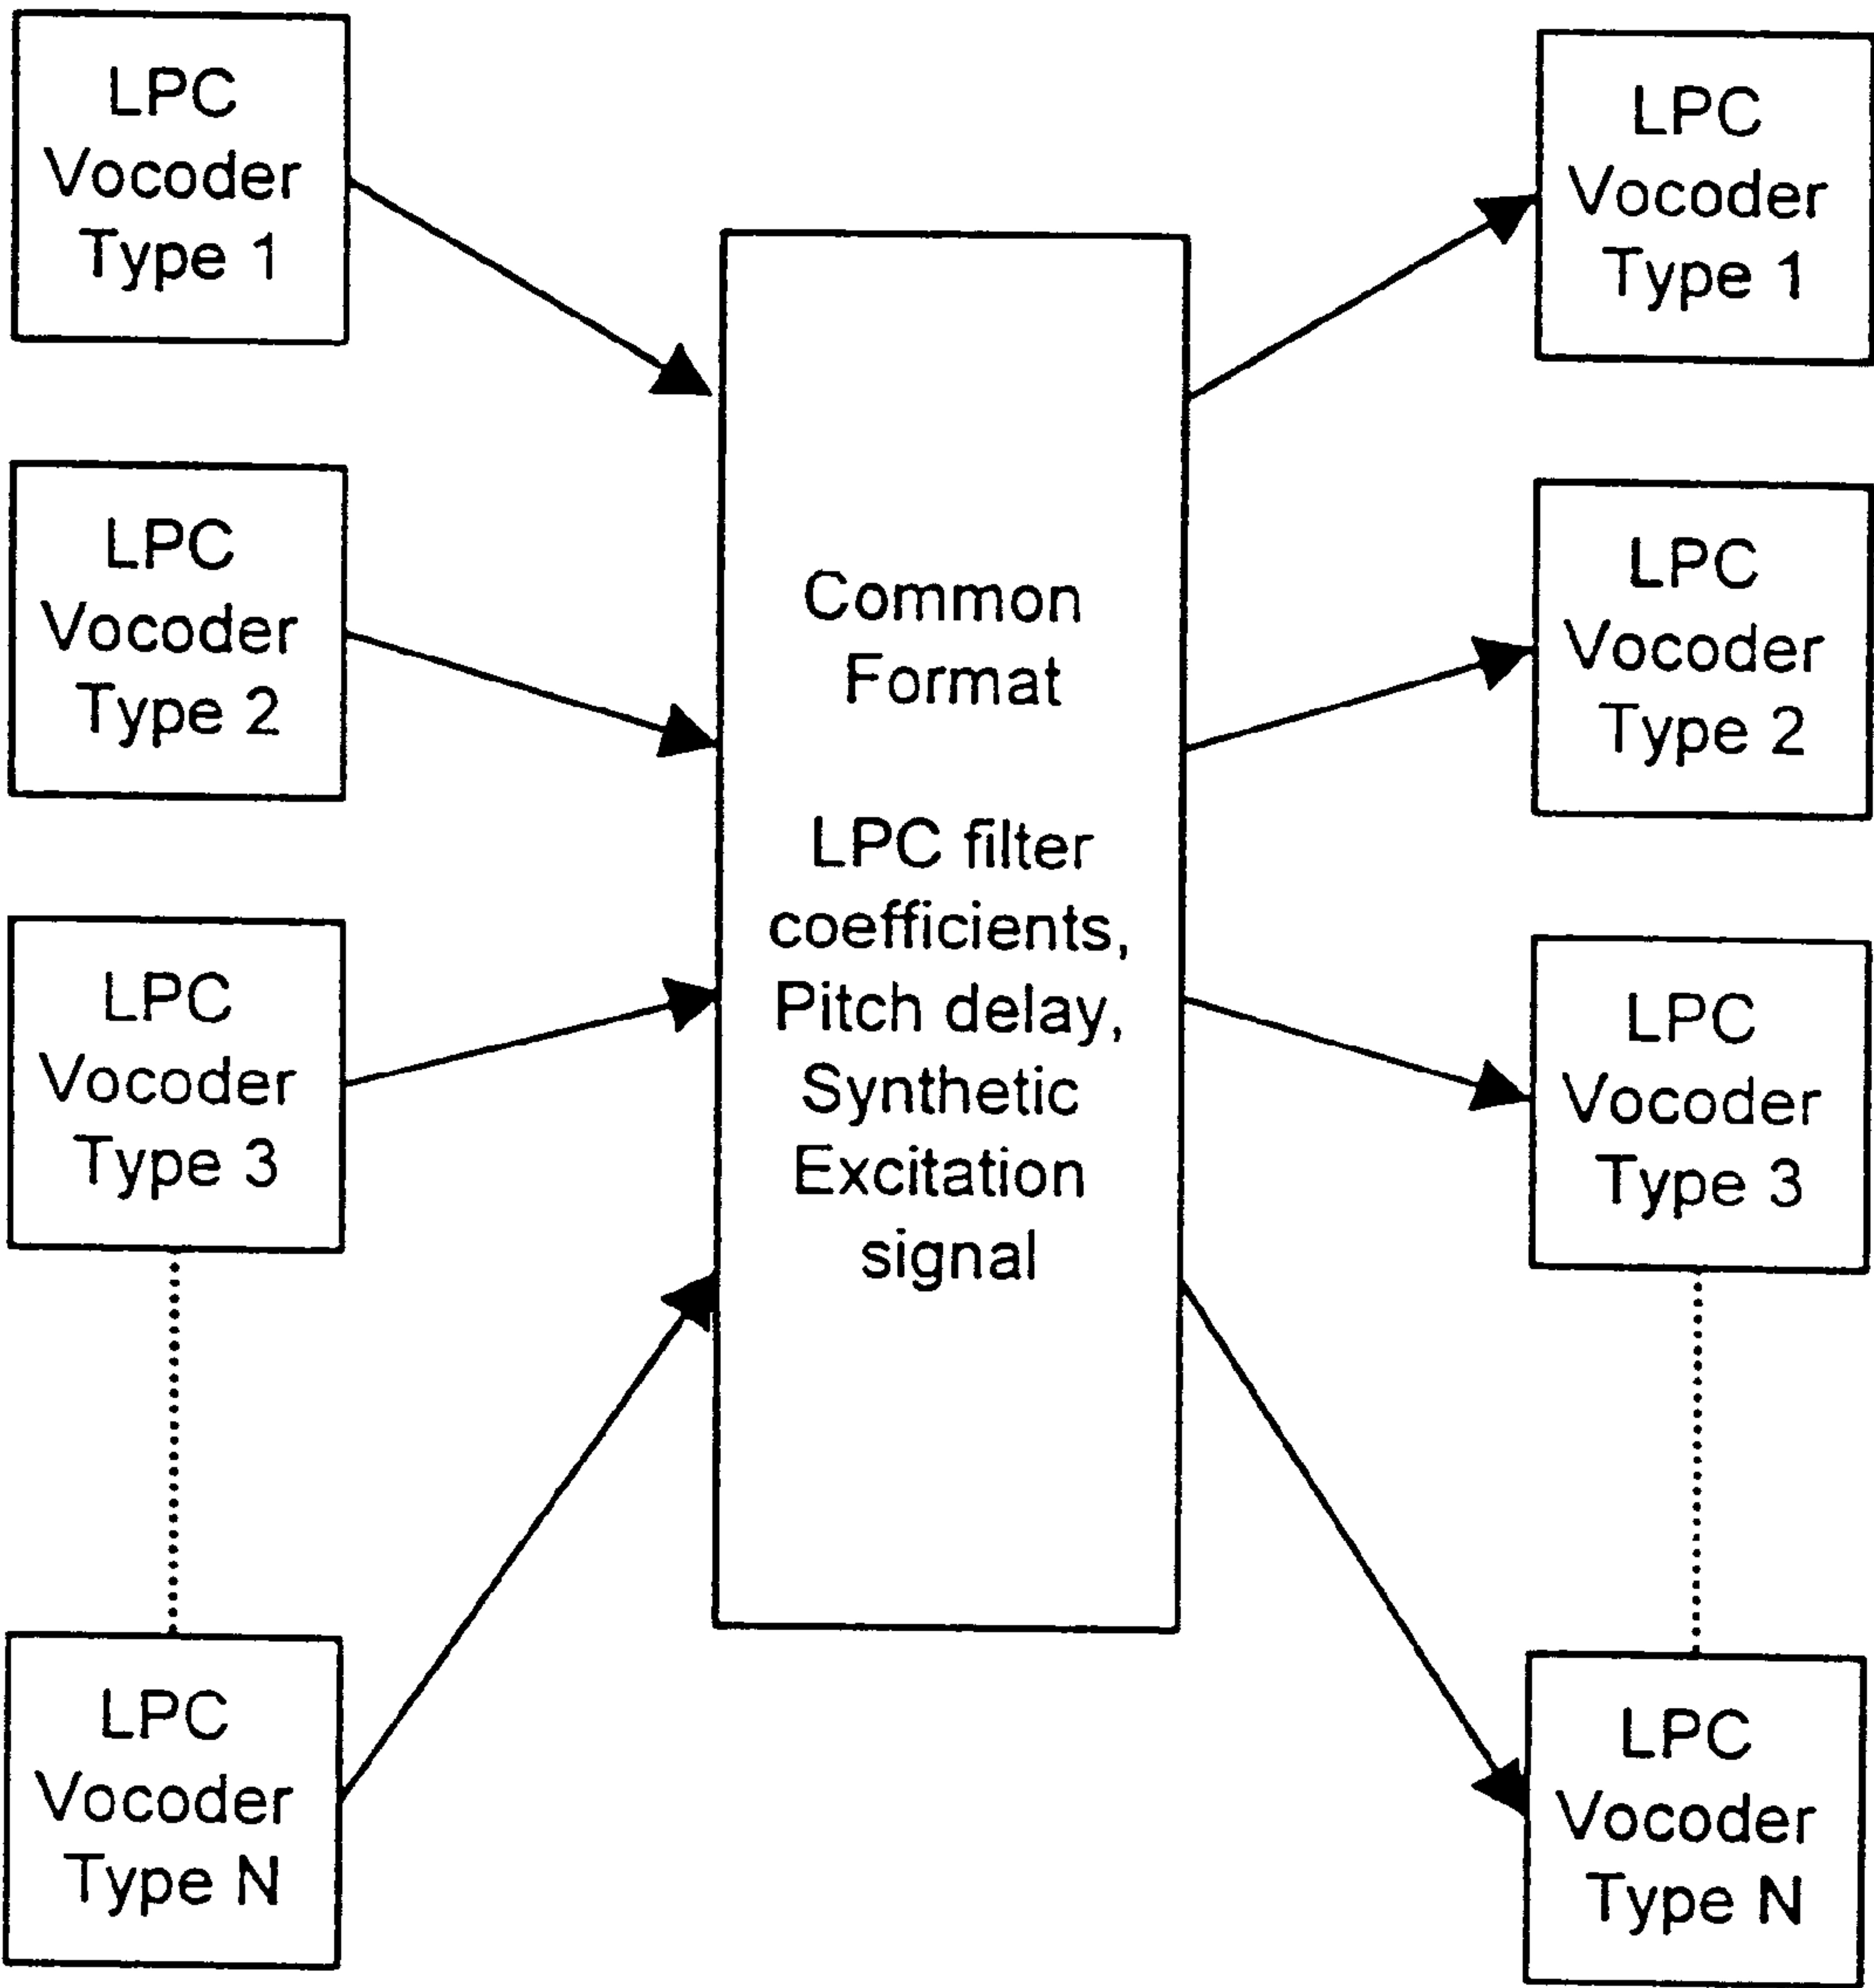 LPC
Vocoder
Type 1
LPC
Vocoder
Type 2
LPC
Vocoder
Type 3
LPC
Vocoder
Type N
Common
Format
LPC filter
coefficients,
Pitch delay,
Synthetic
Excitation
signal
LPC
Vocoder
Type 1
LPC
Vocoder
Type 2
LPC
Vocoder
Type 3
LPC
Vocoder
Type N